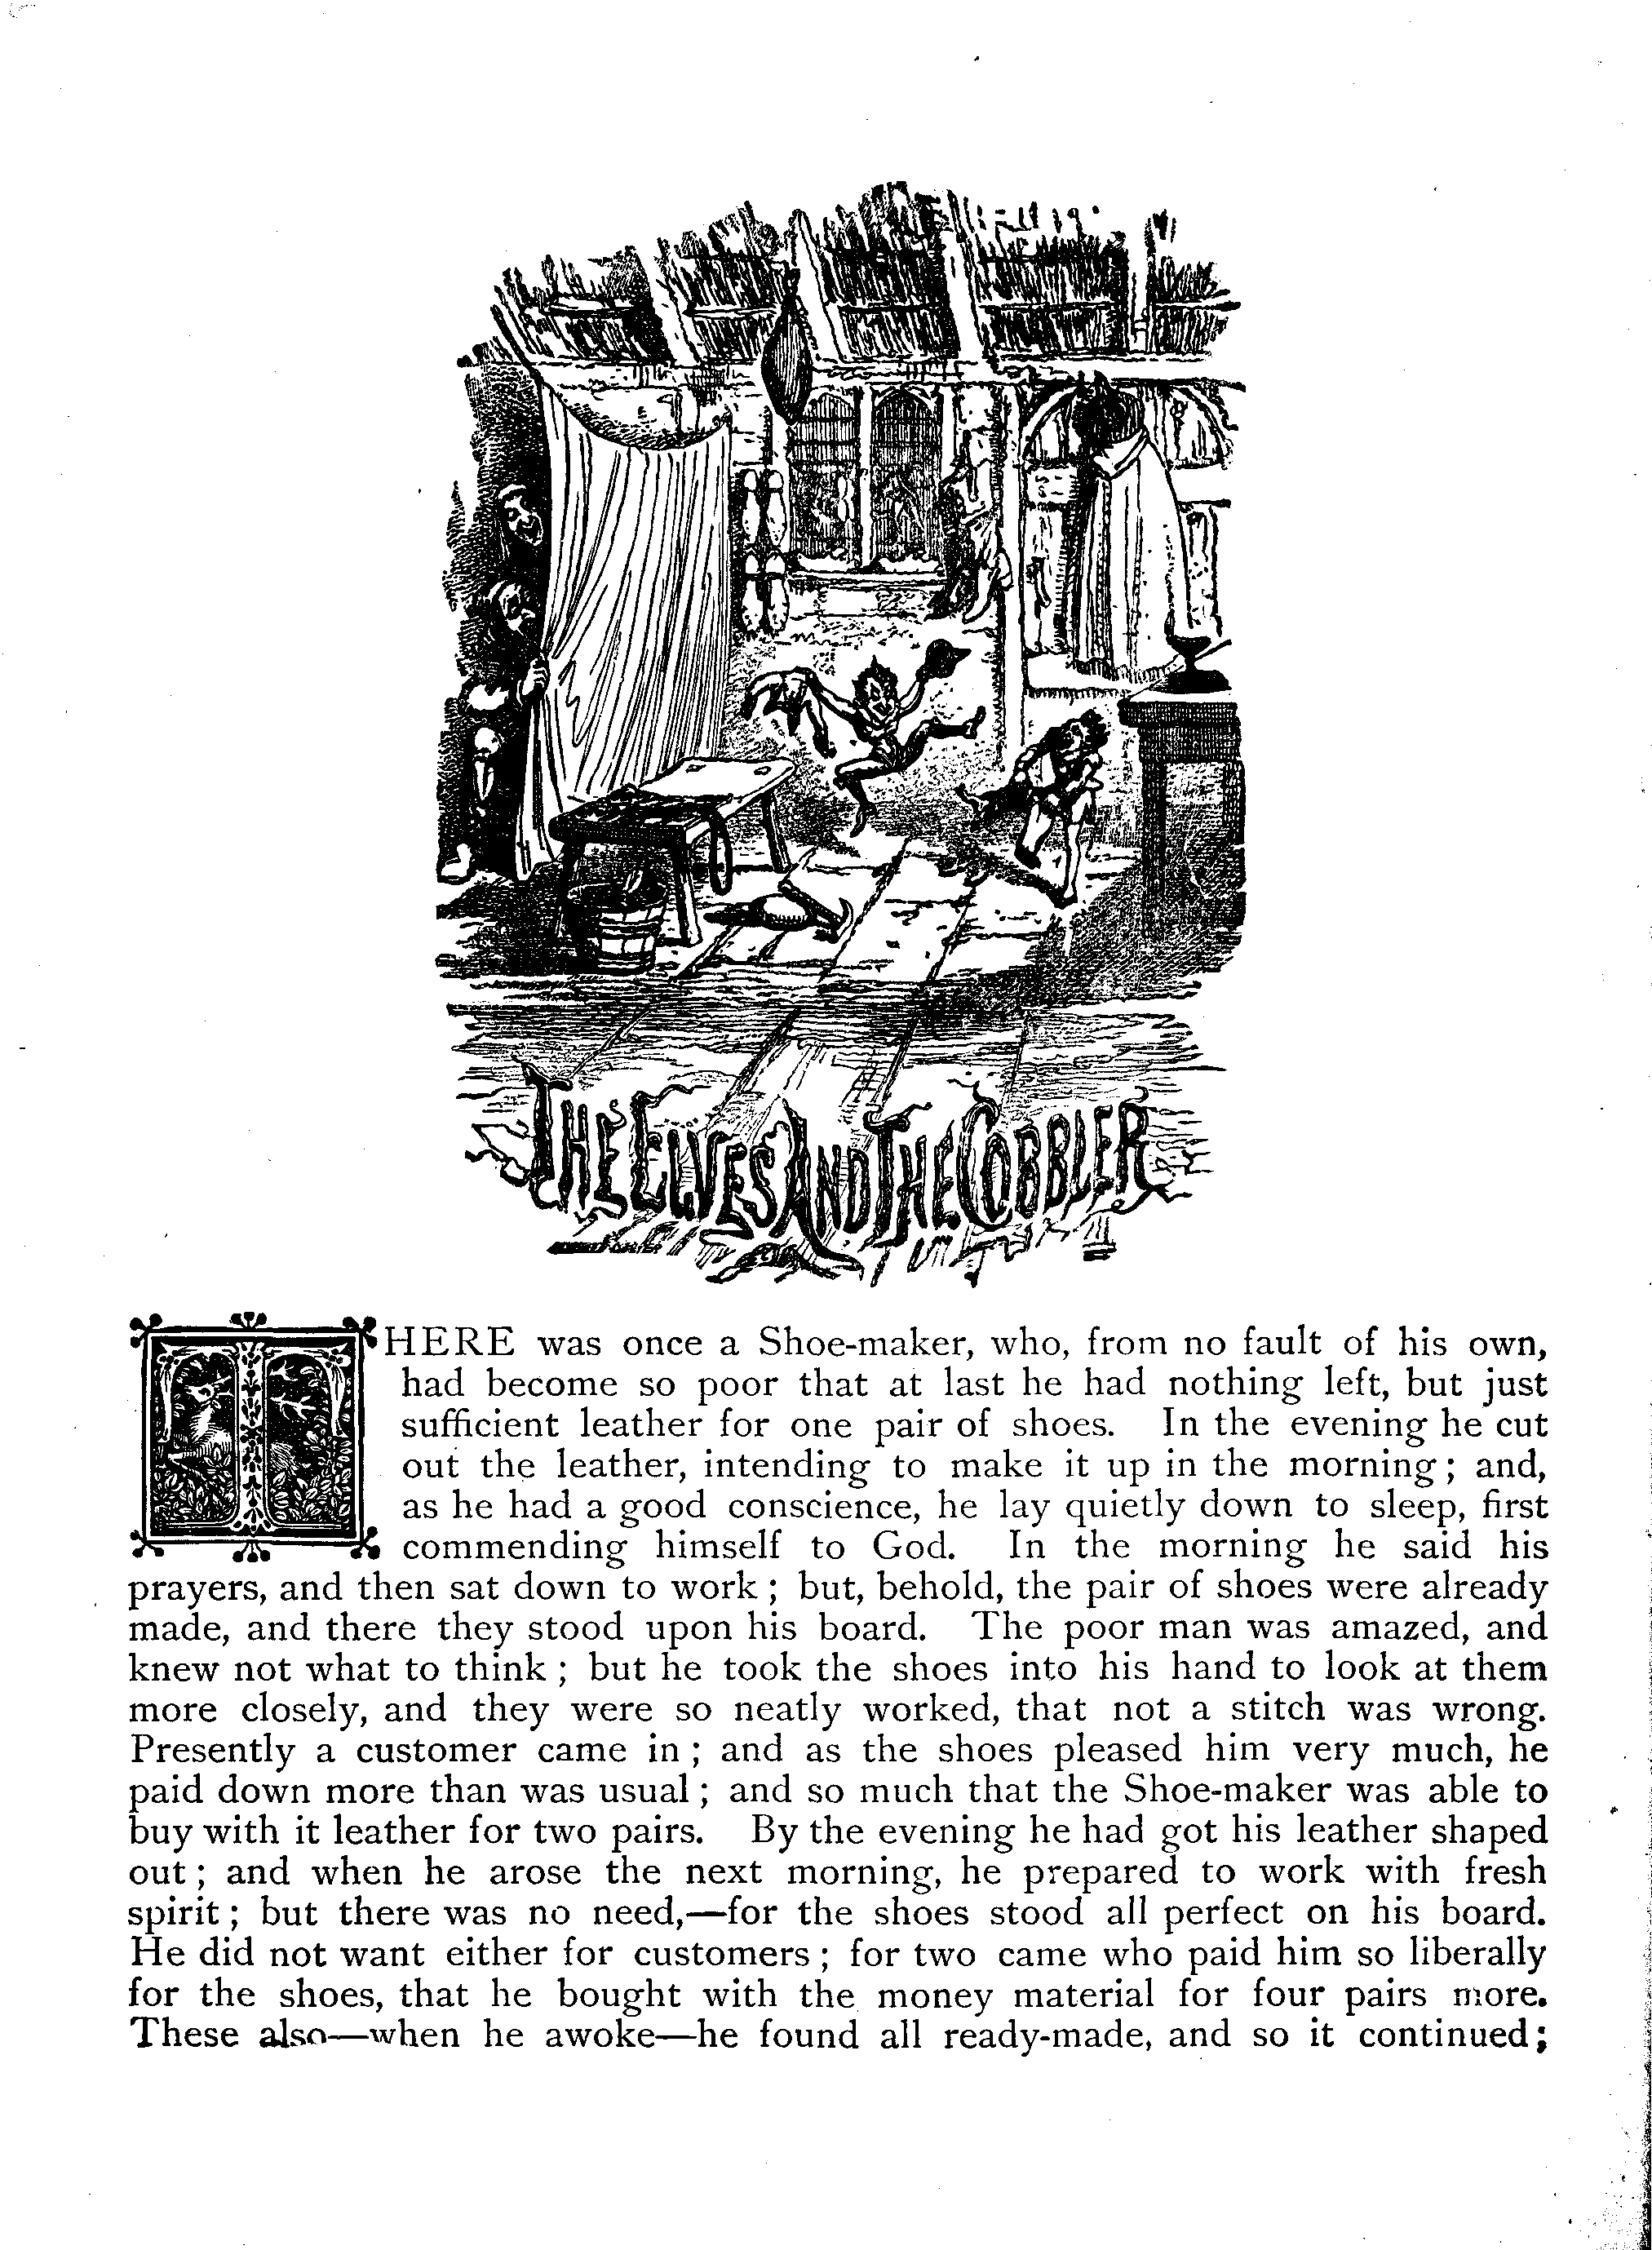 THE ELVES AND THE COBBLER
THERE was once a Shoe-maker, who, from no fault of his own,
had become so poor that at last he had nothing left, but just
sufficient leather for one pair of shoes. In the evening he cut
out the leather, intending to make it up in the morning; and,
as he had a good conscience, he lay quietly down to sleep, first
commending himself to God. In the morning he said his
prayers, and then sat down to work; but, behold, the pair of shoes were already
made, and there they stood upon his board. The poor man was amazed, and
knew not what to think; but he took the shoes into his hand to look at them
more closely, and they were so neatly worked, that not a stitch was wrong.
Presently a customer came in; and as the shoes pleased him very much, he
paid down more than was usual; and so much that the Shoe-maker was able to
buy with it leather for two pairs. By the evening he had got his leather shaped
out; and when he arose the next morning, he prepared to work with fresh
spirit; but there was no need,—for the shoes stood all perfect on his board.
He did not want either for customers; for two came who paid him so liberally
for the shoes, that he bought with the money material for four pairs more.
These also—when he awoke—he found all ready-made, and so it continued;